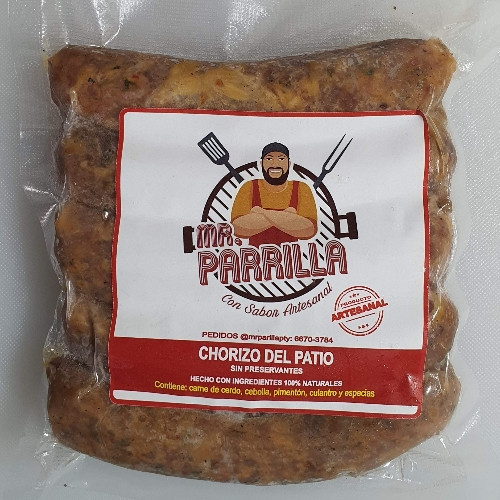 MR.
PARRILLA
Con Sabor Artesanal
PRODUCTO
ARTESANAL
PEDIDOS @mrparillapty: 6670-3784
CHORIZO DEL PATIO
SIN PRESERVANTES
HECHO CON INGREDIENTES 100% NATURALES
Contiene: carne de cerdo, cebolla, pimentón, culantro y especias